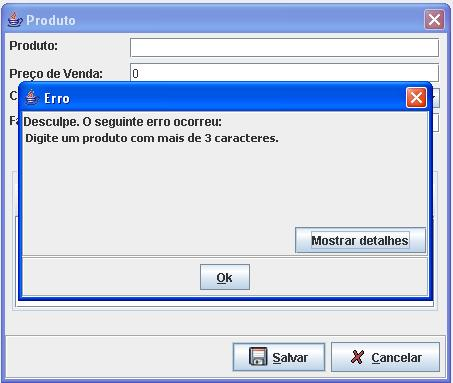 Produto
Produto:
Preço de Venda: 0
Erro
Desculpe. O seguinte erro ocorreu:
Digite um produto com mais de 3 caracteres.
Mostrar detalhes
Ok
Salvar
Cancelar